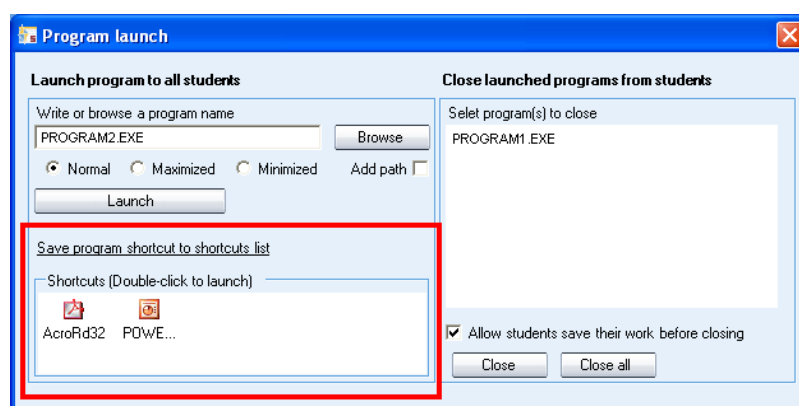 Program launch
Launch program to all students
Write or browse a program name
PROGRAM2.EXE
Browse
Normal
Maximized
Minimized
Add path
Launch
Save program shortcut to shortcuts list
Shortcuts (Double-click to launch)
AcroRd32
POWE...
Close launched programs from students
Selet program(s) to close
PROGRAM1.EXE
Allow students save their work before closing
Close
Close all